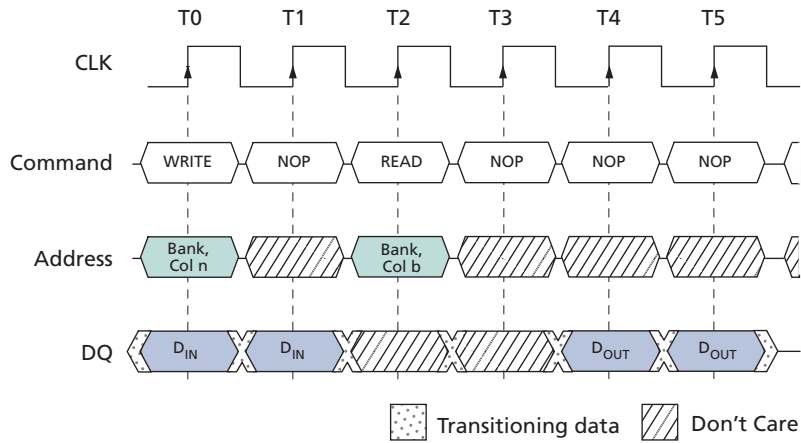 T0 T1 T2 T3 T4 T5
CLK
Command WRITE NOP READ NOP NOP NOP
Address Bank, Col n Bank, Col b
DQ DIN DIN DOUT DOUT
Transitioning data Don't Care